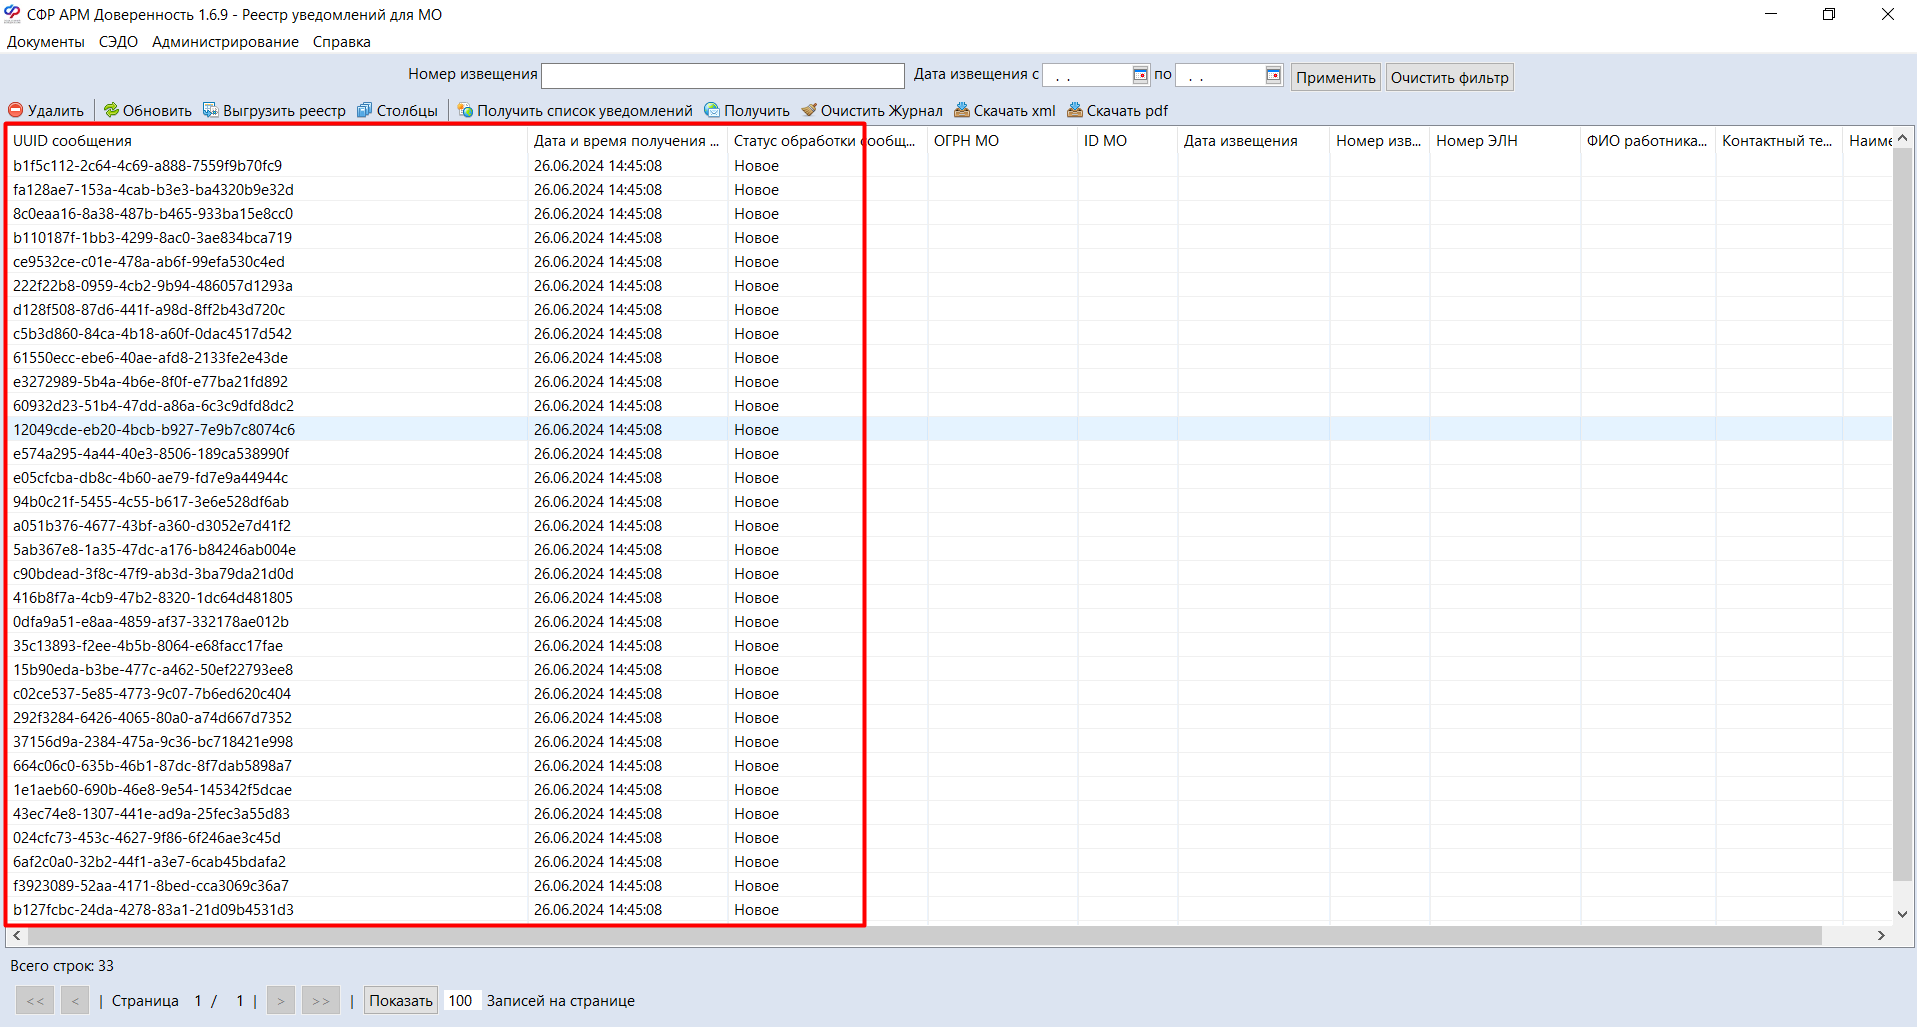 СФР АРМ Доверенность 1.6.9 - Реестр уведомлений для МО
Документы СЭДО Администрирование Справка
Номер извещения Дата извещения с . . по . . Применить Очистить фильтр
Удалить Обновить Выгрузить реестр Столбцы Получить список уведомлений Получить Очистить Журнал Скачать xml Скачать pdf
UUID сообщения Дата и время получения ... Статус обработки сообщ... ОГРН МО ID МО Дата извещения Номер изв... Номер ЭЛН ФИО работника... Контактный те... Наиме
b1f5c112-2c64-4c69-a888-7559f9b70fc9 26.06.2024 14:45:08 Новое
fa128ae7-153a-4cab-b3e3-ba4320b9e32d 26.06.2024 14:45:08 Новое
8c0eaa16-8a38-487b-b465-933ba15e8cc0 26.06.2024 14:45:08 Новое
b110187f-1bb3-4299-8ac0-3ae834bca719 26.06.2024 14:45:08 Новое
ce9532ce-c01e-478a-ab6f-99efa530c4ed 26.06.2024 14:45:08 Новое
222f22b8-0959-4cb2-9b94-486057d1293a 26.06.2024 14:45:08 Новое
d128f508-87d6-441f-a98d-8ff2b43d720c 26.06.2024 14:45:08 Новое
c5b3d860-84ca-4b18-a60f-0dac4517d542 26.06.2024 14:45:08 Новое
61550ecc-ebe6-40ae-afd8-2133fe2e43de 26.06.2024 14:45:08 Новое
e3272989-5b4a-4b6e-8f0f-e77ba21fd892 26.06.2024 14:45:08 Новое
60932d23-51b4-47dd-a86a-6c3c9dfd8dc2 26.06.2024 14:45:08 Новое
12049cde-eb20-4bcb-b927-7e9b7c8074c6 26.06.2024 14:45:08 Новое
e574a295-4a44-40e3-8506-189ca538990f 26.06.2024 14:45:08 Новое
e05cfcba-db8c-4b60-ae79-fd7e9a44944c 26.06.2024 14:45:08 Новое
94b0c21f-5455-4c55-b617-3e6e528df6ab 26.06.2024 14:45:08 Новое
a051b376-4677-43bf-a360-d3052e7d41f2 26.06.2024 14:45:08 Новое
5ab367e8-1a35-47dc-a176-b84246ab004e 26.06.2024 14:45:08 Новое
c90bdead-3f8c-47f9-ab3d-3ba79da21d0d 26.06.2024 14:45:08 Новое
416b8f7a-4cb9-47b2-8320-1dc64d481805 26.06.2024 14:45:08 Новое
0dfa9a51-e8aa-4859-af37-332178ae012b 26.06.2024 14:45:08 Новое
35c13893-f2ee-4b5b-8064-e68facc17fae 26.06.2024 14:45:08 Новое
15b90eda-b3be-477c-a462-50ef22793ee8 26.06.2024 14:45:08 Новое
c02ce537-5e85-4773-9c07-7b6ed620c404 26.06.2024 14:45:08 Новое
292f3284-6426-4065-80a0-a74d667d7352 26.06.2024 14:45:08 Новое
37156d9a-2384-475a-9c36-bc718421e998 26.06.2024 14:45:08 Новое
664c06c0-635b-46b1-87dc-8f7dab5898a7 26.06.2024 14:45:08 Новое
1e1aeb60-690b-46e8-9e54-145342f5dcae 26.06.2024 14:45:08 Новое
43ec74e8-1307-441e-ad9a-25fec3a55d83 26.06.2024 14:45:08 Новое
024cfc73-453c-4627-9f86-6f246ae3c45d 26.06.2024 14:45:08 Новое
6af2c0a0-32b2-44f1-a3e7-6cab45bdafa2 26.06.2024 14:45:08 Новое
f3923089-52aa-4171-8bed-cca3069c36a7 26.06.2024 14:45:08 Новое
b127fcbc-24da-4278-83a1-21d09b4531d3 26.06.2024 14:45:08 Новое
Всего строк: 33
<< < | Страница 1 / 1 | > >> | Показать 100 Записей на странице